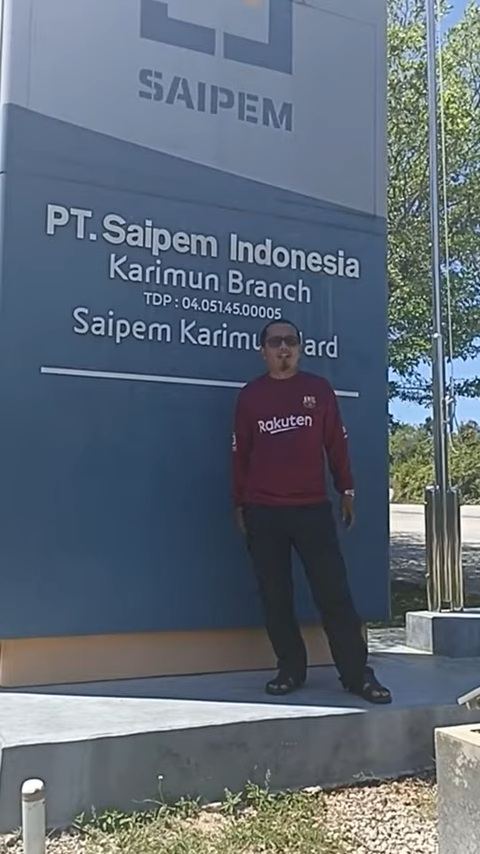 SAIPEM
PT. Saipem Indonesia
Karimun Branch
TDP : 04.051.45.00005
Saipem Karimu ard
Rakuten